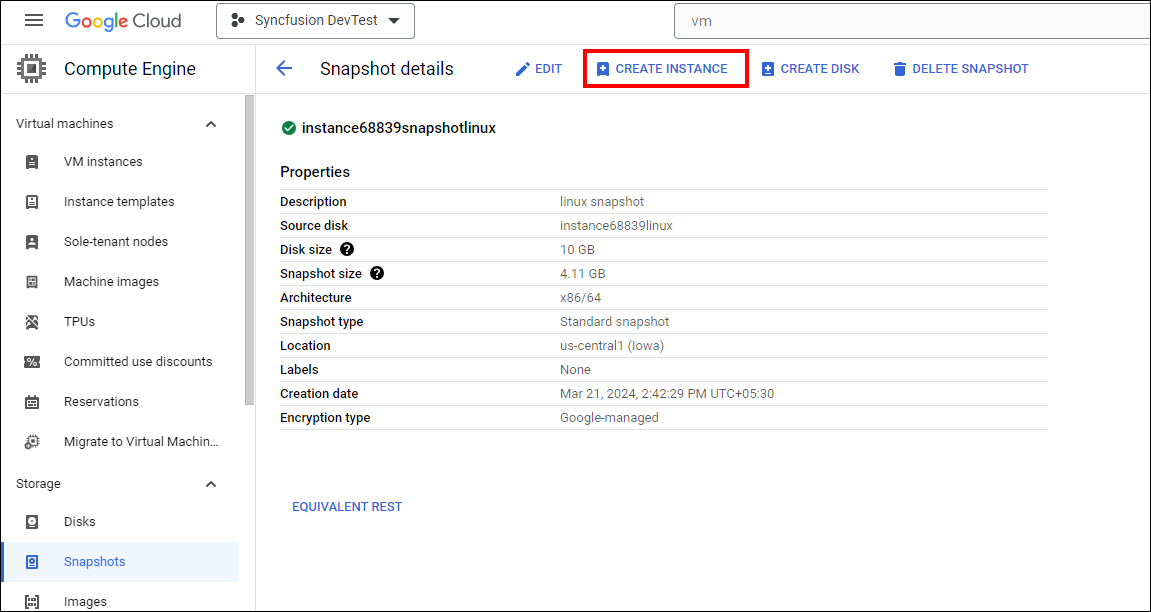 Google Cloud
Syncfusion DevTest
vm
Compute Engine
Snapshot details
EDIT
CREATE INSTANCE
CREATE DISK
DELETE SNAPSHOT
Virtual machines
VM instances
Instance templates
Sole-tenant nodes
Machine images
TPUs
Committed use discounts
Reservations
Migrate to Virtual Machin...
Storage
Disks
Snapshots
Images
instance68839snapshotlinux
Properties
Description linux snapshot
Source disk instance68839linux
Disk size ? 10 GB
Snapshot size ? 4.11 GB
Architecture x86/64
Snapshot type Standard snapshot
Location us-central1 (Iowa)
Labels None
Creation date Mar 21, 2024, 2:42:29 PM UTC+05:30
Encryption type Google-managed
EQUIVALENT REST